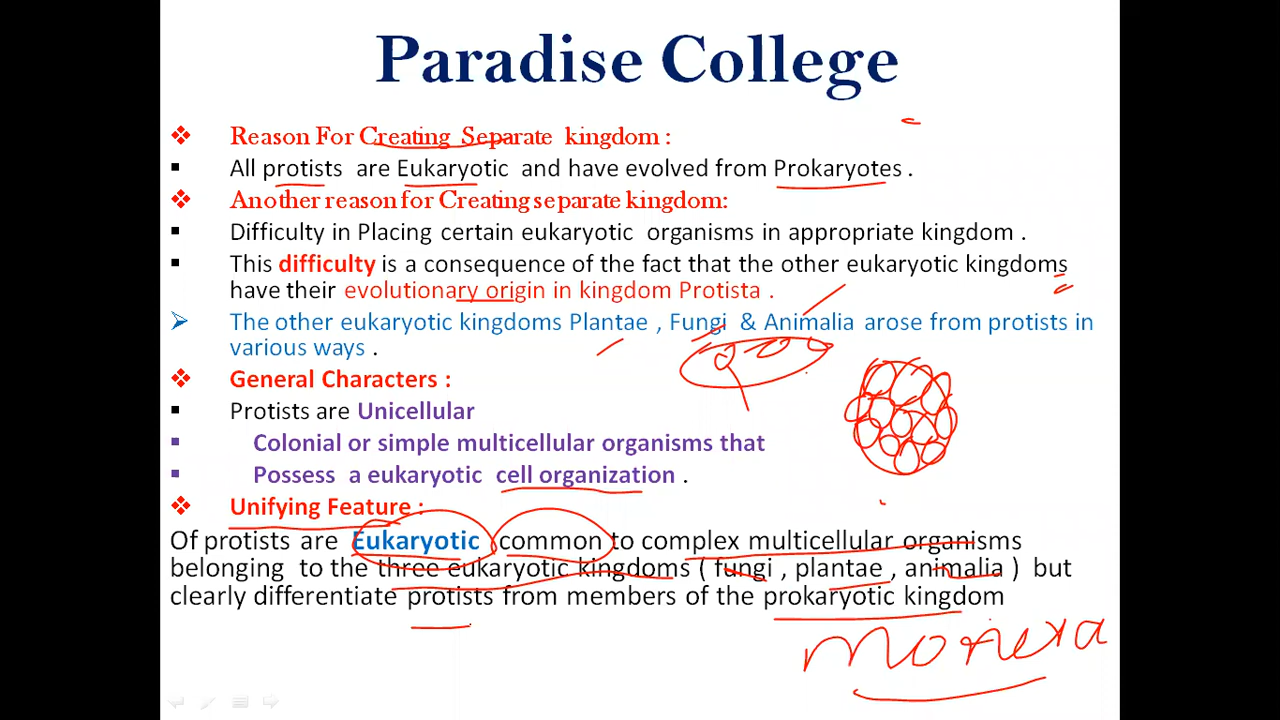 Paradise College
❖ Reason For Creating Separate kingdom :
▪ All protists are Eukaryotic and have evolved from Prokaryotes .
❖ Another reason for Creating separate kingdom:
▪ Difficulty in Placing certain eukaryotic organisms in appropriate kingdom .
▪ This difficulty is a consequence of the fact that the other eukaryotic kingdoms
have their evolutionary origin in kingdom Protista .
➢ The other eukaryotic kingdoms Plantae , Fungi & Animalia arose from protists in
various ways .
❖ General Characters :
▪ Protists are Unicellular
▪ Colonial or simple multicellular organisms that
▪ Possess a eukaryotic cell organization .
❖ Unifying Feature :
Of protists are Eukaryotic common to complex multicellular organisms
belonging to the three eukaryotic kingdoms ( fungi , plantae , animalia ) but
clearly differentiate protists from members of the prokaryotic kingdom
monera